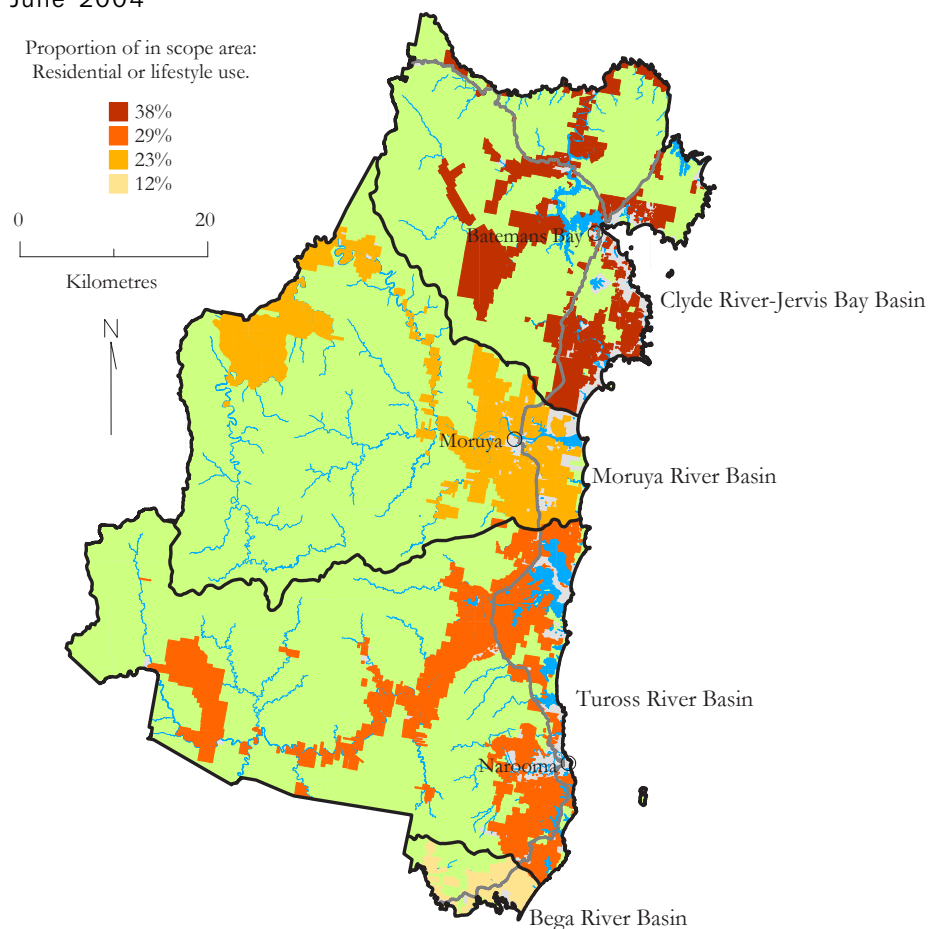 June 2004
Proportion of in scope area:
Residential or lifestyle use.
38%
29%
23%
12%
0 20
Kilometres
N
Batemans Bay
Clyde River-Jervis Bay Basin
Moruya
Moruya River Basin
Tuross River Basin
Narooma
Bega River Basin